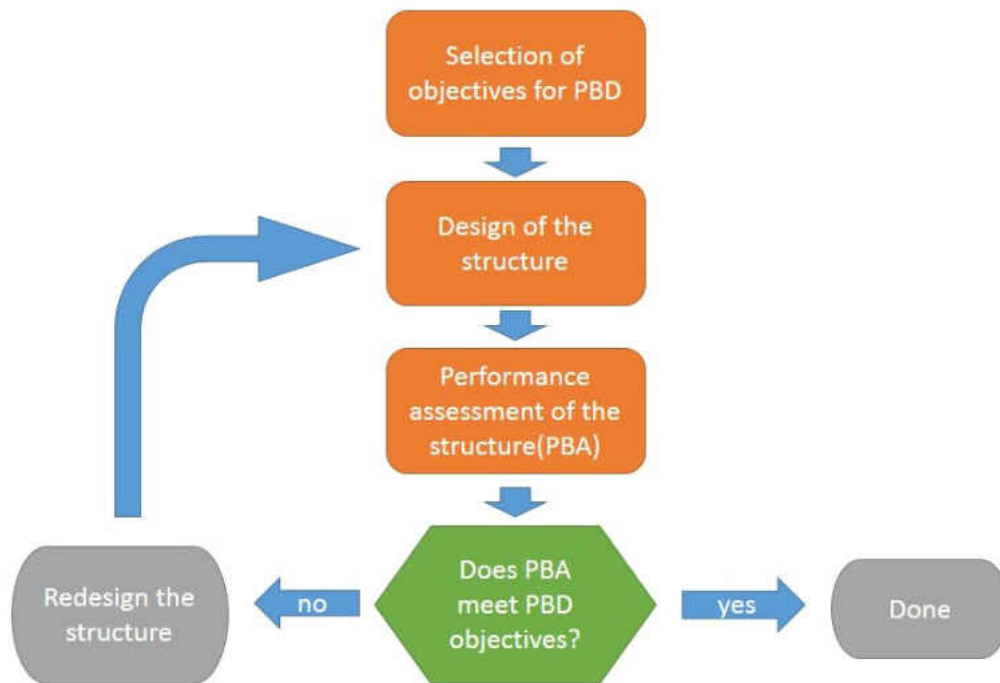 Selection of
objectives for PBD
Design of the
structure
Performance
assessment of the
structure(PBA)
Does PBA
meet PBD
objectives?
no
yes
Redesign the
structure
Done